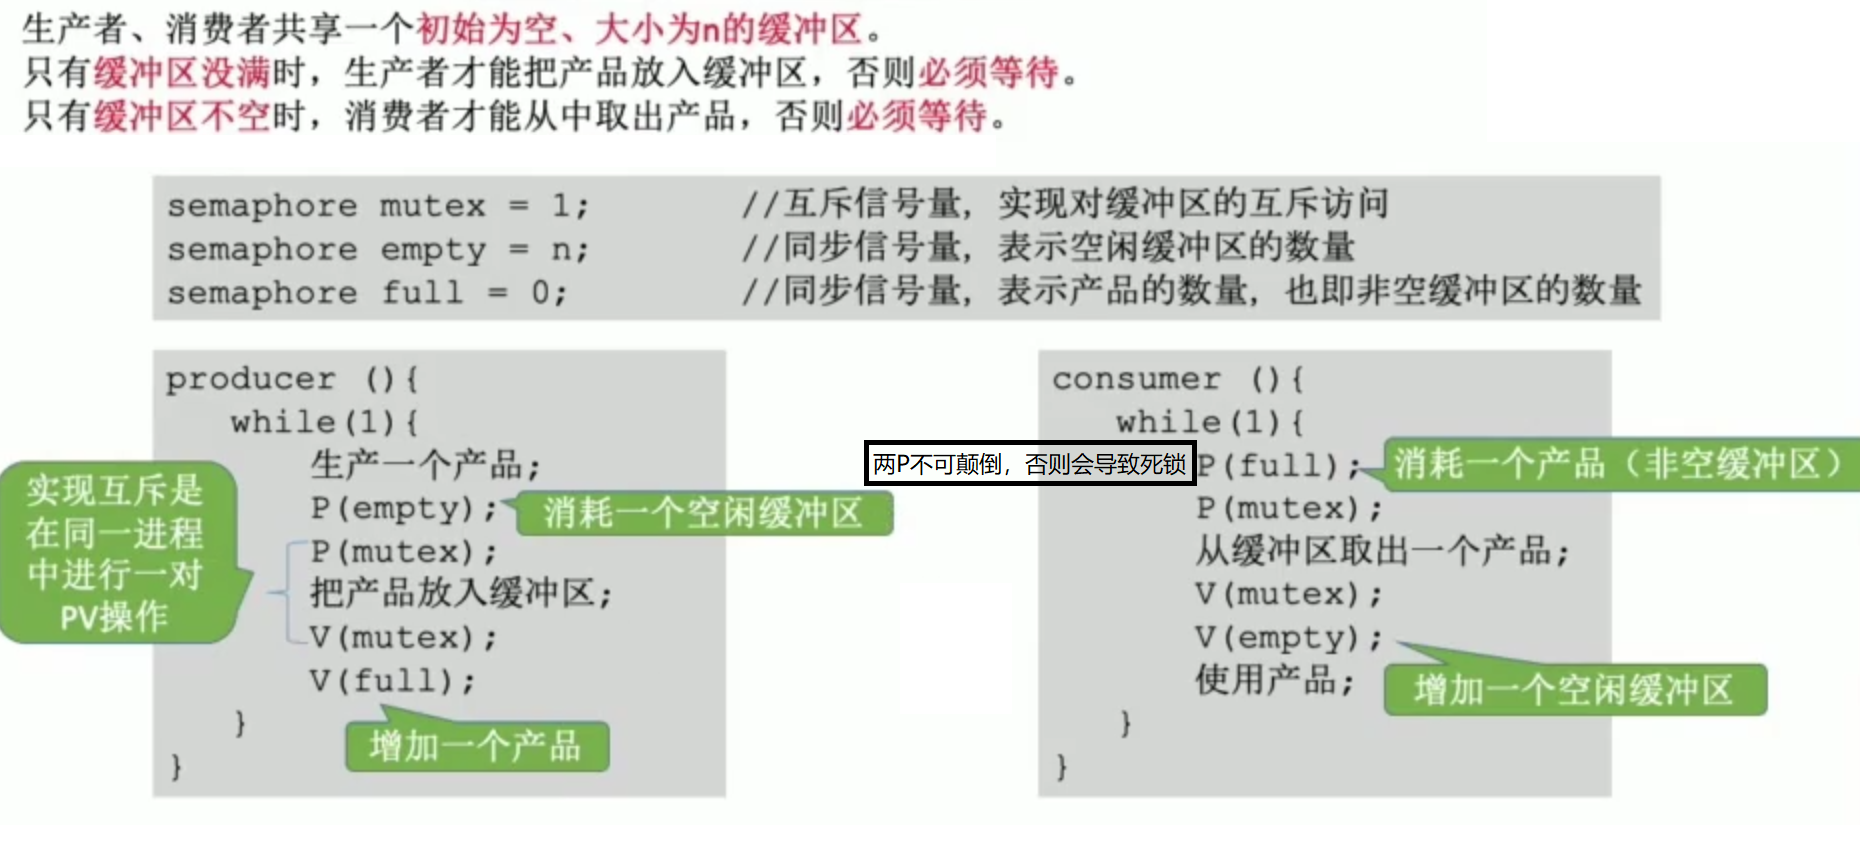 生产者、消费者共享一个初始为空、大小为n的缓冲区。
只有缓冲区没满时，生产者才能把产品放入缓冲区，否则必须等待。
只有缓冲区不空时，消费者才能从中取出产品，否则必须等待。
semaphore mutex = 1; //互斥信号量，实现对缓冲区的互斥访问
semaphore empty = n; //同步信号量，表示空闲缓冲区的数量
semaphore full = 0; //同步信号量，表示产品的数量，也即非空缓冲区的数量
producer (){
while(1){
生产一个产品;
P(empty);
消耗一个空闲缓冲区
P(mutex);
把产品放入缓冲区;
V(mutex);
V(full);
增加一个产品
}
}
实现互斥是
在同一进程
中进行一对
PV操作
consumer (){
while(1){
两P不可颠倒，否则会导致死锁
P(full);
消耗一个产品（非空缓冲区）
P(mutex);
从缓冲区取出一个产品;
V(mutex);
V(empty);
增加一个空闲缓冲区
使用产品;
}
}